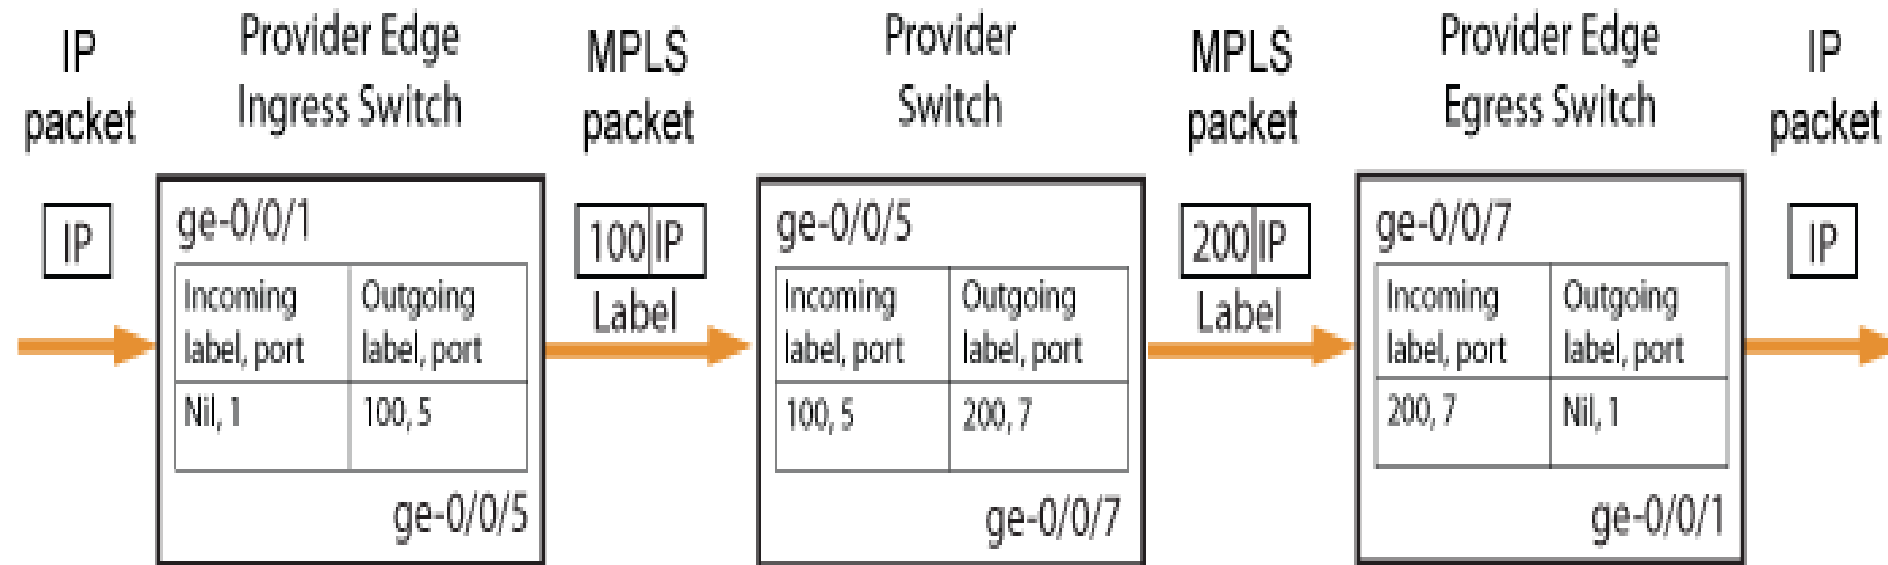 IP
packet
Provider Edge
Ingress Switch
MPLS
packet
Provider
Switch
MPLS
packet
Provider Edge
Egress Switch
IP
packet
IP
ge-0/0/1
Incoming
label, port
Outgoing
label, port
Nil, 1
100, 5
ge-0/0/5
100 IP
Label
ge-0/0/5
Incoming
label, port
Outgoing
label, port
100, 5
200, 7
ge-0/0/7
200 IP
Label
ge-0/0/7
Incoming
label, port
Outgoing
label, port
200, 7
Nil, 1
ge-0/0/1
IP